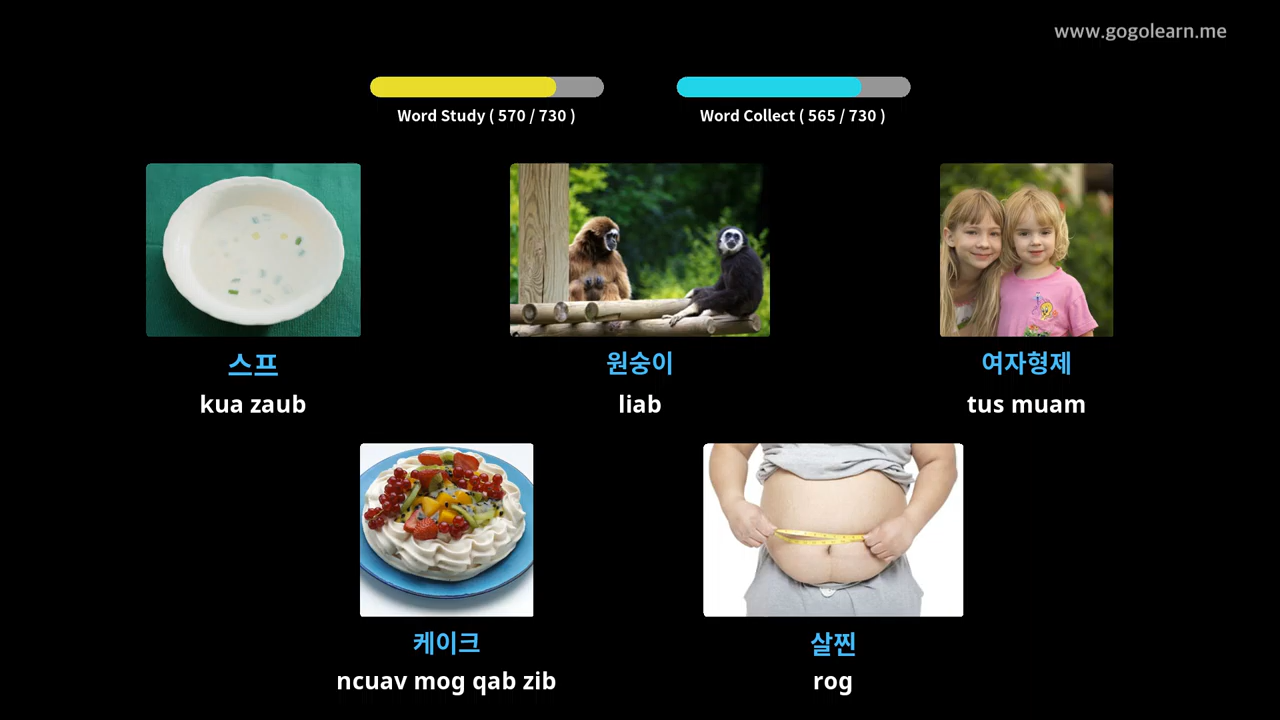 www.gogolearn.me
Word Study ( 570 / 730 )
Word Collect ( 565 / 730 )
스프
원숭이
여자형제
kua zaub
liab
tus muam
케이크
살찐
ncuav mog qab zib
rog